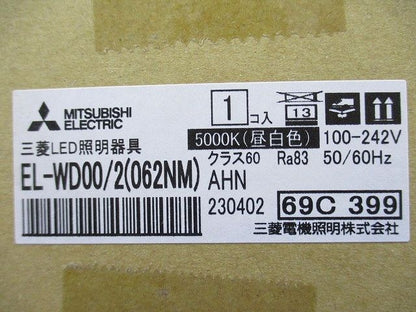 MITSUBISHI
ELECTRIC
1 コ入
13
5000K(昼白色) 100-242V
三菱LED照明器具
クラス60 Ra83 50/60Hz
EL-WD00/2(062NM) AHN
230402 69C 399
三菱電機照明株式会社